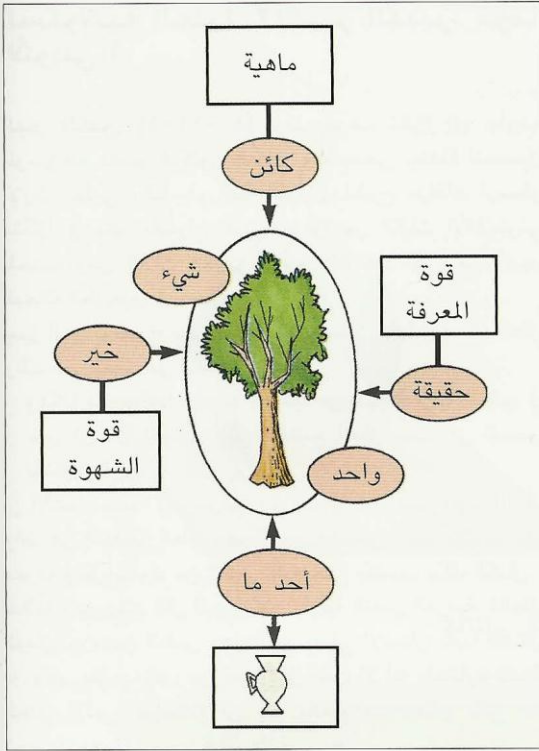 ماهية
كائن
شيء
قوة
المعرفة
خير
حقيقة
قوة
الشهوة
واحد
أحد ما